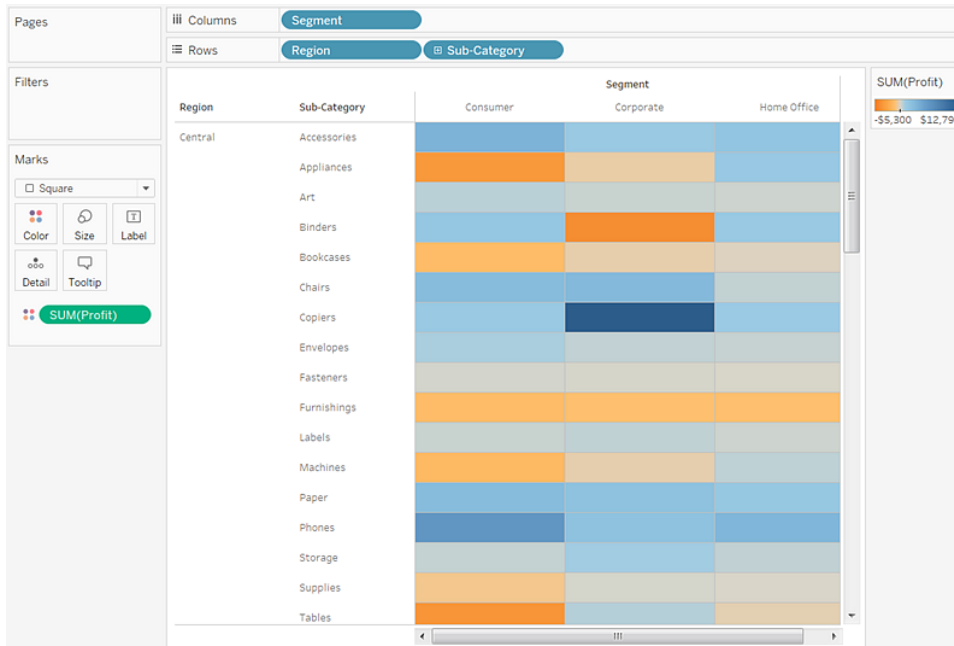 Pages
Columns
Segment
Rows
Region
Sub-Category
Filters
Marks
Square
Color
Size
Label
Detail
Tooltip
SUM(Profit)
Segment
Region
Sub-Category
Consumer
Corporate
Home Office
Central
Accessories
Appliances
Art
Binders
Bookcases
Chairs
Copiers
Envelopes
Fasteners
Furnishings
Labels
Machines
Paper
Phones
Storage
Supplies
Tables
SUM(Profit)
-$5,300 $12,79